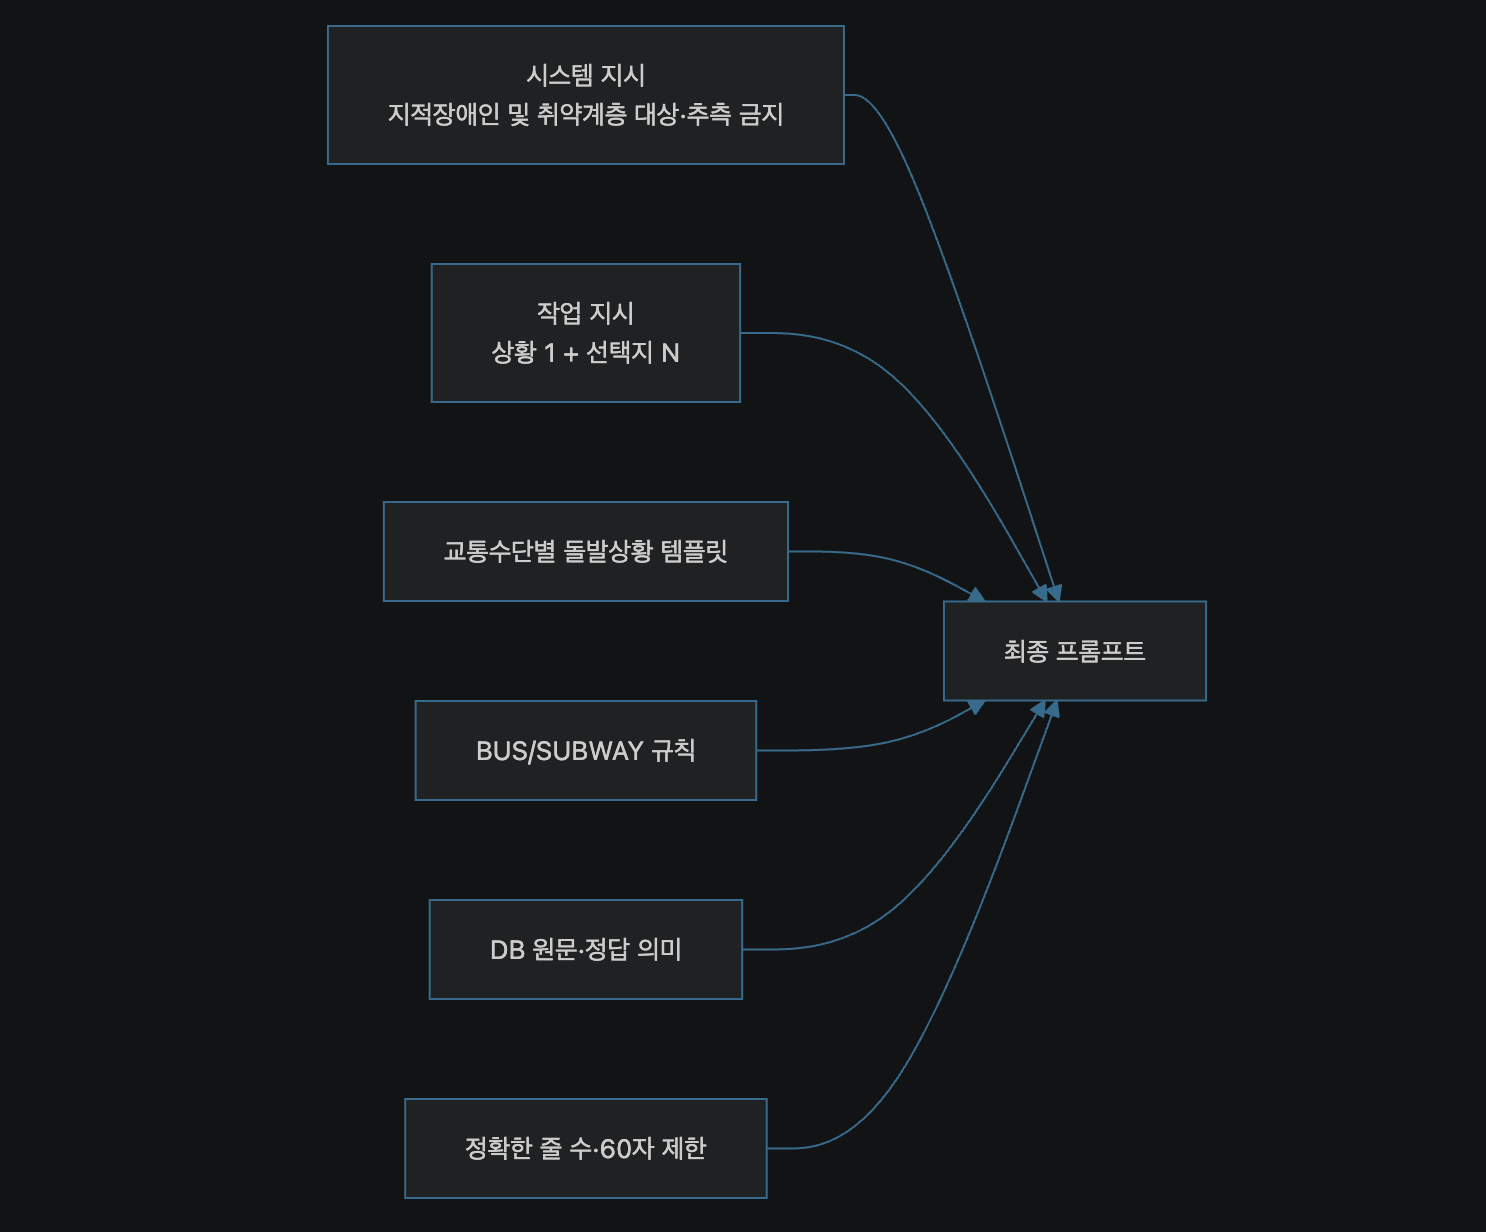 시스템 지시
지적장애인 및 취약계층 대상·추측 금지
작업 지시
상황 1 + 선택지 N
교통수단별 돌발상황 템플릿
BUS/SUBWAY 규칙
DB 원문·정답 의미
정확한 줄 수·60자 제한
최종 프롬프트